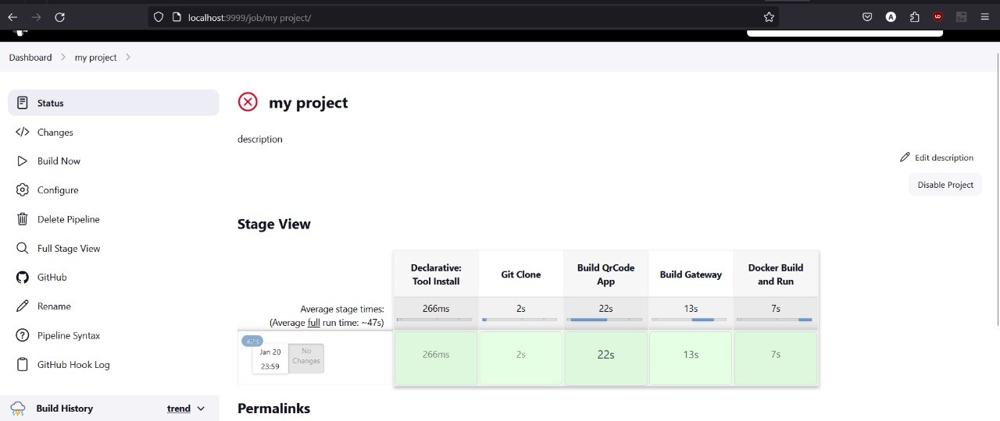 localhost:9999/job/my project/
Dashboard
my project
Status
Changes
Build Now
Configure
Delete Pipeline
Full Stage View
GitHub
Rename
Pipeline Syntax
GitHub Hook Log
Build History
trend
my project
description
Edit description
Disable Project
Stage View
Declarative:
Tool Install
Git Clone
Build QrCode
App
Build Gateway
Docker Build
and Run
Average stage times:
(Average full run time: ~47s)
266ms
2s
22s
13s
7s
#23
Jan 20
23:59
No
Changes
266ms
2s
22s
13s
7s
Permalinks